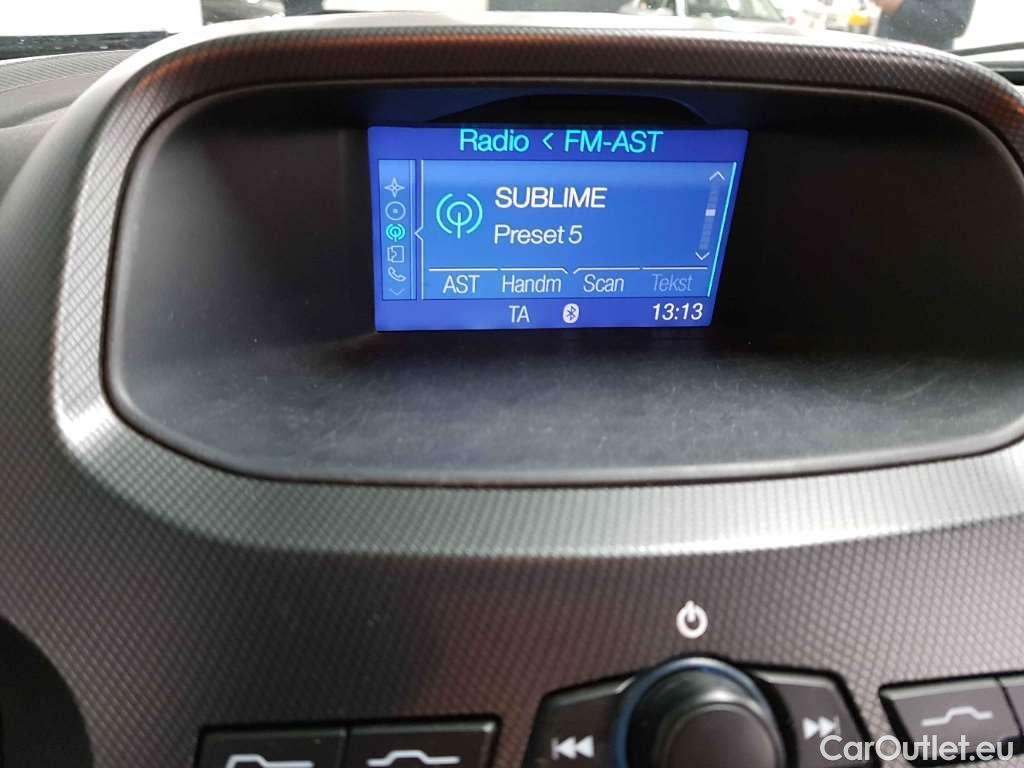 Radio < FM-AST
SUBLIME
Preset 5
AST Handm Scan Tekst
TA 13:13
CarOutlet.eu